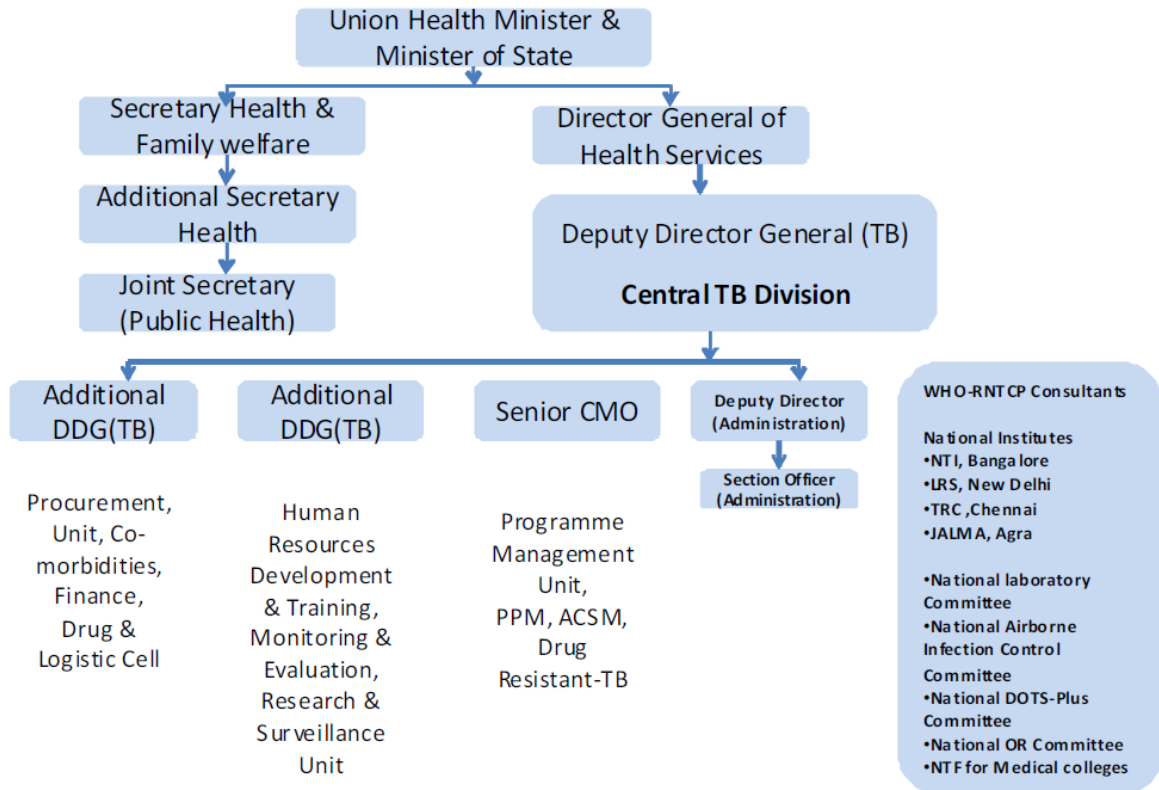 Union Health Minister &
Minister of State
Secretary Health &
Family welfare
Director General of
Health Services
Additional Secretary
Health
Deputy Director General (TB)
Central TB Division
Joint Secretary
(Public Health)
Additional
DDG(TB)
Additional
DDG(TB)
Senior CMO
Deputy Director
(Administration)
Section Officer
(Administration)
Procurement,
Unit, Co-
morbidities,
Finance,
Drug &
Logistic Cell
Human
Resources
Development
& Training,
Monitoring &
Evaluation,
Research &
Surveillance
Unit
Programme
Management
Unit,
PPM, ACSM,
Drug
Resistant-TB
WHO-RNTCP Consultants
National Institutes
•NTI, Bangalore
•LRS, New Delhi
•TRC ,Chennai
•JALMA, Agra
•National laboratory
Committee
•National Airborne
Infection Control
Committee
•National DOTS-Plus
Committee
•National OR Committee
•NTF for Medical colleges